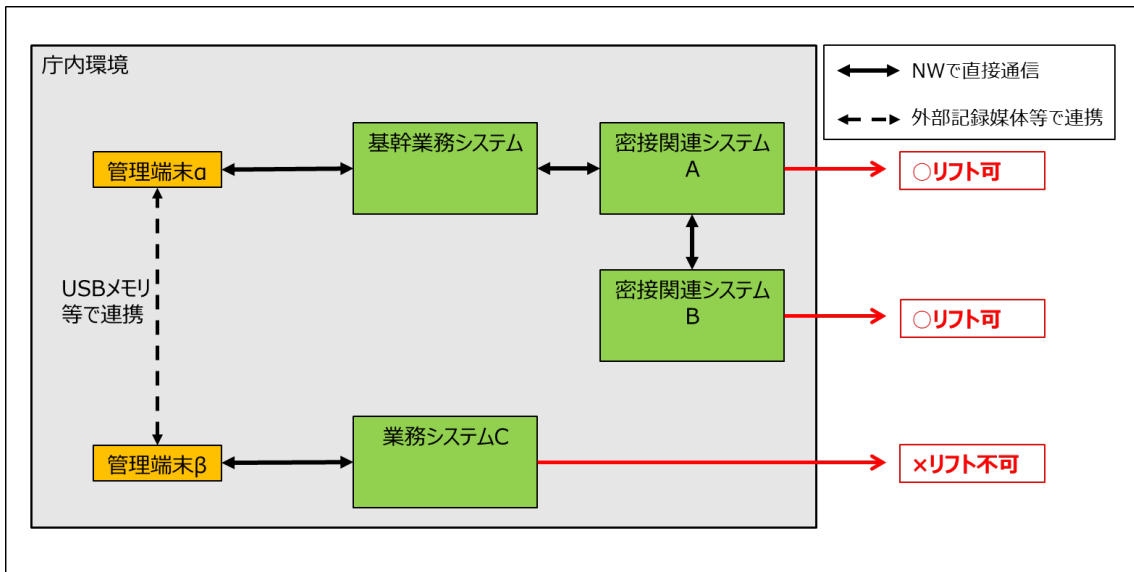 庁内環境
NWで直接通信
外部記録媒体等で連携
管理端末α
基幹業務システム
密接関連システム
A
○リフト可
USBメモリ
等で連携
密接関連システム
B
○リフト可
管理端末β
業務システムC
×リフト不可